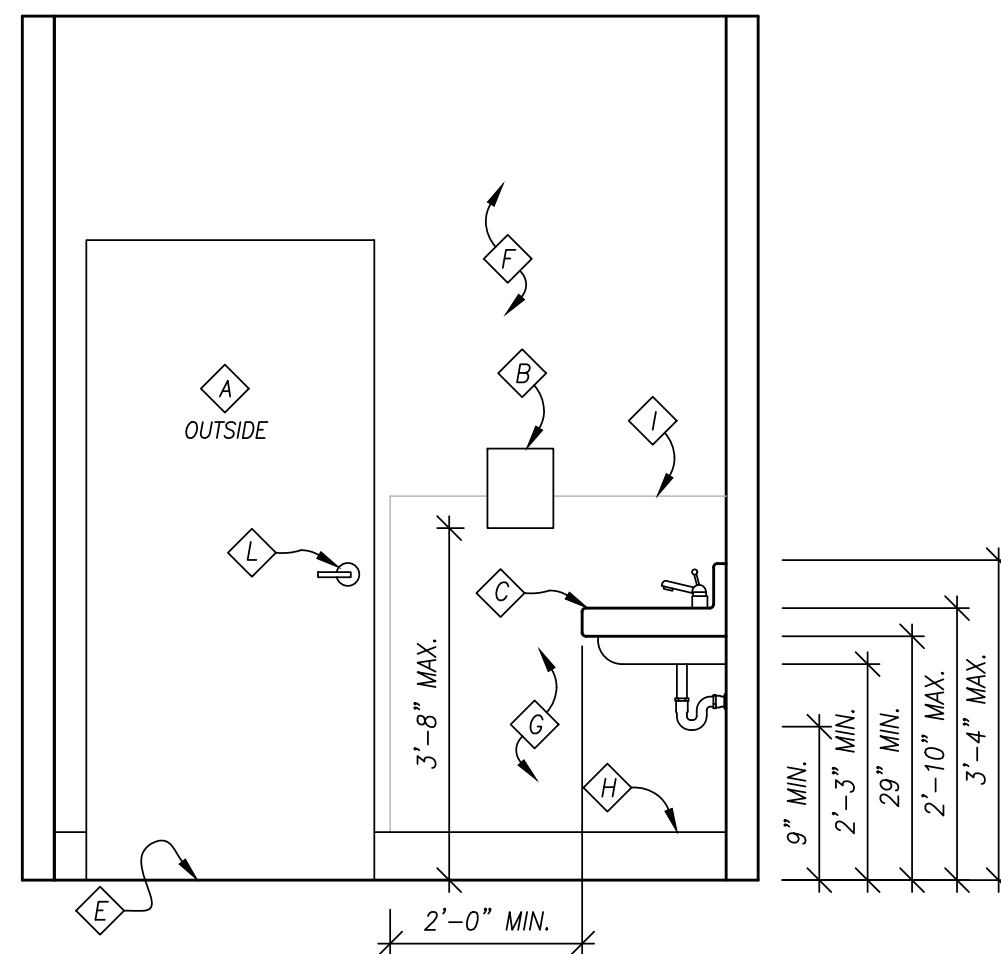 F
B
A
OUTSIDE
I
L
C
3'-8" MAX.
G
H
E
2'-0" MIN.
9" MIN.
2'-3" MIN.
29" MIN.
2'-10" MAX.
3'-4" MAX.